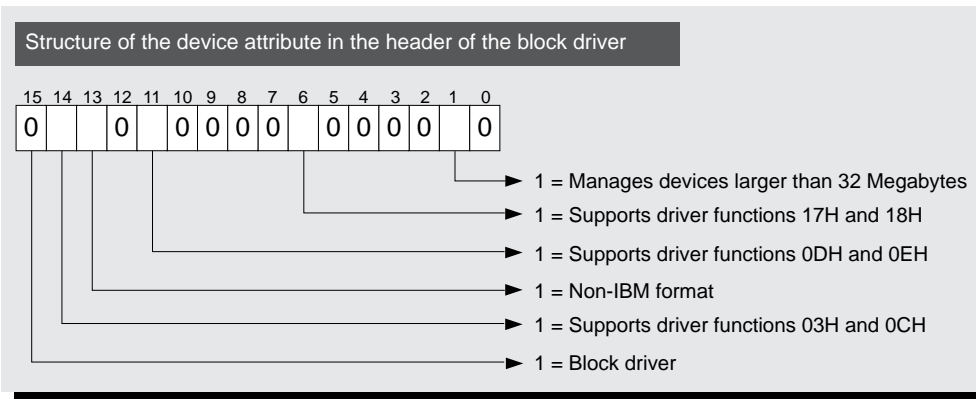 Structure of the device attribute in the header of the block driver
15 14 13 12 11 10 9 8 7 6 5 4 3 2 1 0
0 0 0 0 0 0 0 0 0 0 0
1 = Manages devices larger than 32 Megabytes
1 = Supports driver functions 17H and 18H
1 = Supports driver functions 0DH and 0EH
1 = Non-IBM format
1 = Supports driver functions 03H and 0CH
1 = Block driver